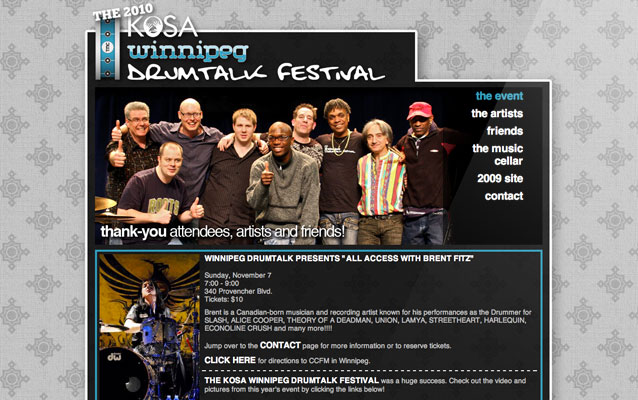 THE 2010
KOSA
winnipeg
DRUMTALK FESTIVAL
the event
the artists
friends
the music
cellar
2009 site
contact
thank-you attendees, artists and friends!
WINNIPEG DRUMTALK PRESENTS "ALL ACCESS WITH BRENT FITZ"
Sunday, November 7
7:00 - 9:00
340 Provencher Blvd.
Tickets: $10
Brent is a Canadian-born musician and recording artist known for his performances as the Drummer for
SLASH, ALICE COOPER, THEORY OF A DEADMAN, UNION, LAMYA, STREETHEART, HARLEQUIN,
ECONOLINE CRUSH and many more!!!!
Jump over to the CONTACT page for more information or to reserve tickets.
CLICK HERE for directions to CCFM in Winnipeg.
THE KOSA WINNIPEG DRUMTALK FESTIVAL was a huge success. Check out the video and
pictures from this year's event by clicking the links below!
ROOTS
dw